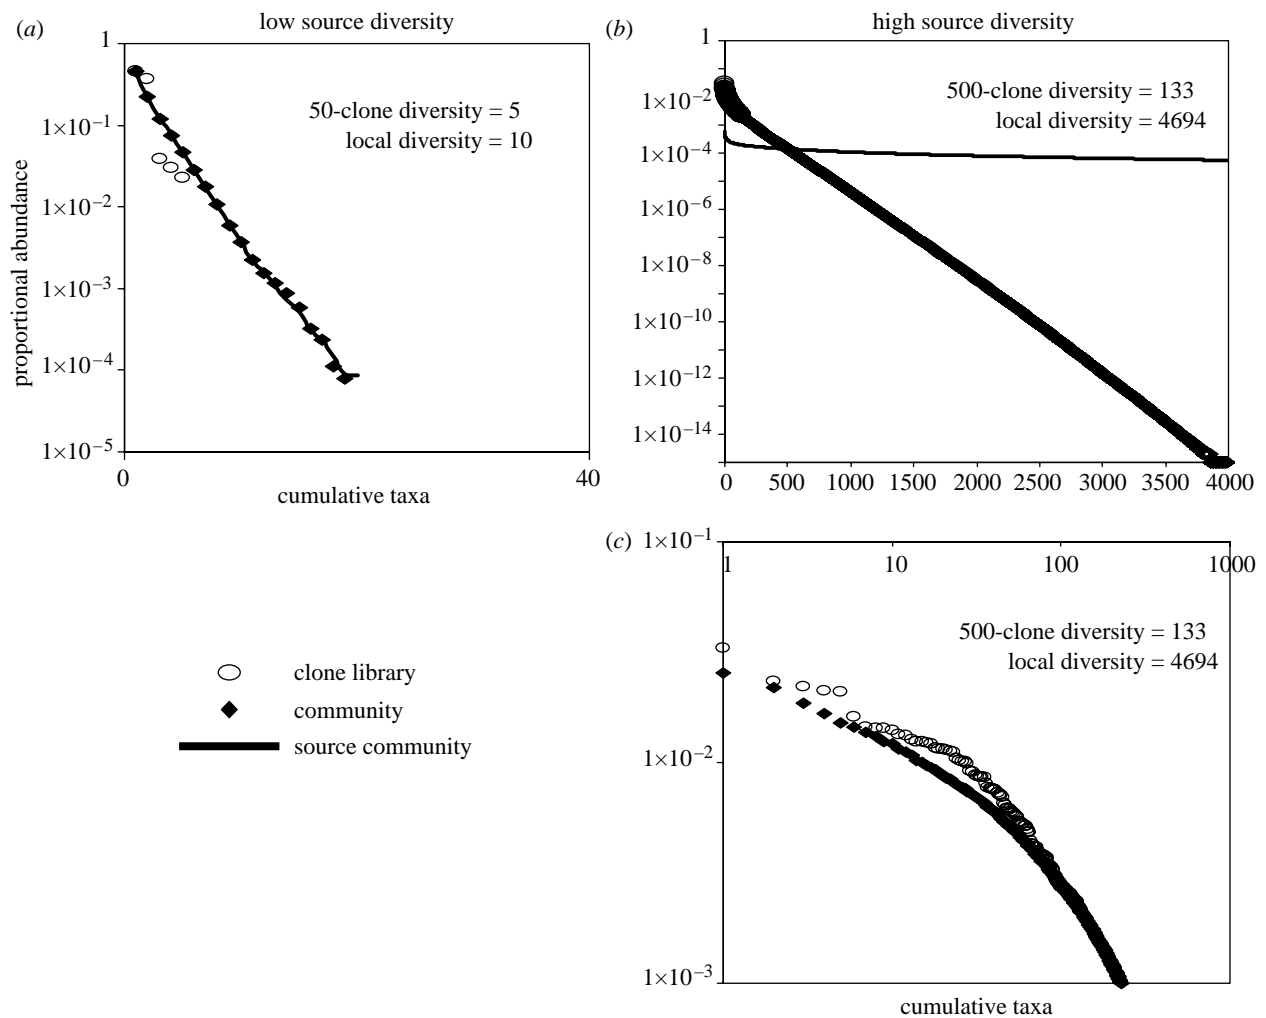 (a)
low source diversity
1
1×10⁻¹
1×10⁻²
1×10⁻³
1×10⁻⁴
1×10⁻⁵
proportional abundance
50-clone diversity = 5
local diversity = 10
0
40
cumulative taxa
(b)
high source diversity
1
1×10⁻²
1×10⁻⁴
1×10⁻⁶
1×10⁻⁸
1×10⁻¹⁰
1×10⁻¹²
1×10⁻¹⁴
500-clone diversity = 133
local diversity = 4694
0 500 1000 1500 2000 2500 3000 3500 4000
(c)
1×10⁻¹
1 10 100 1000
500-clone diversity = 133
local diversity = 4694
1×10⁻²
1×10⁻³
cumulative taxa
clone library
community
source community